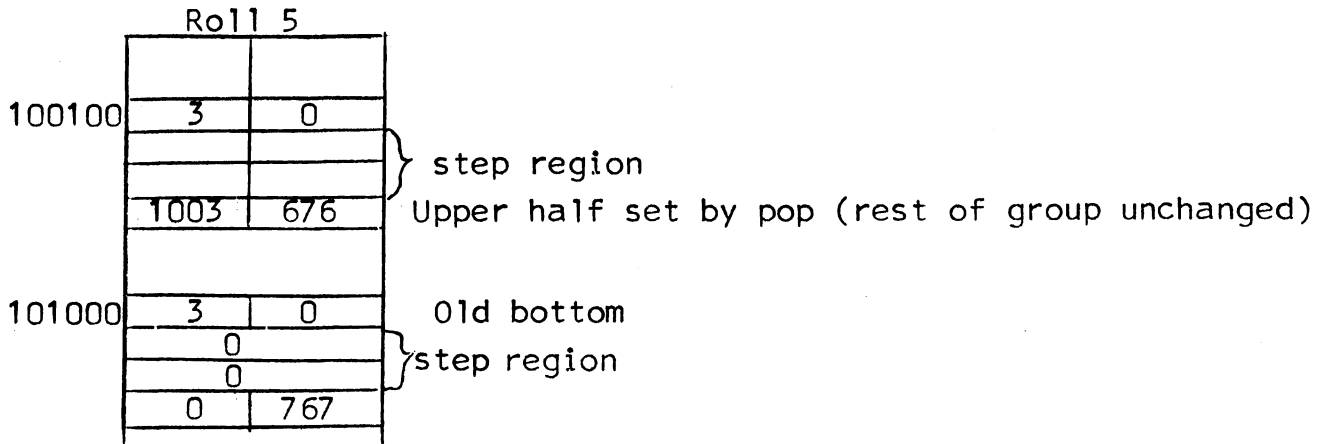 Roll 5
100100 3 0
step region
1003 676 Upper half set by pop (rest of group unchanged)
101000 3 0 Old bottom
0
step region
0
0 767